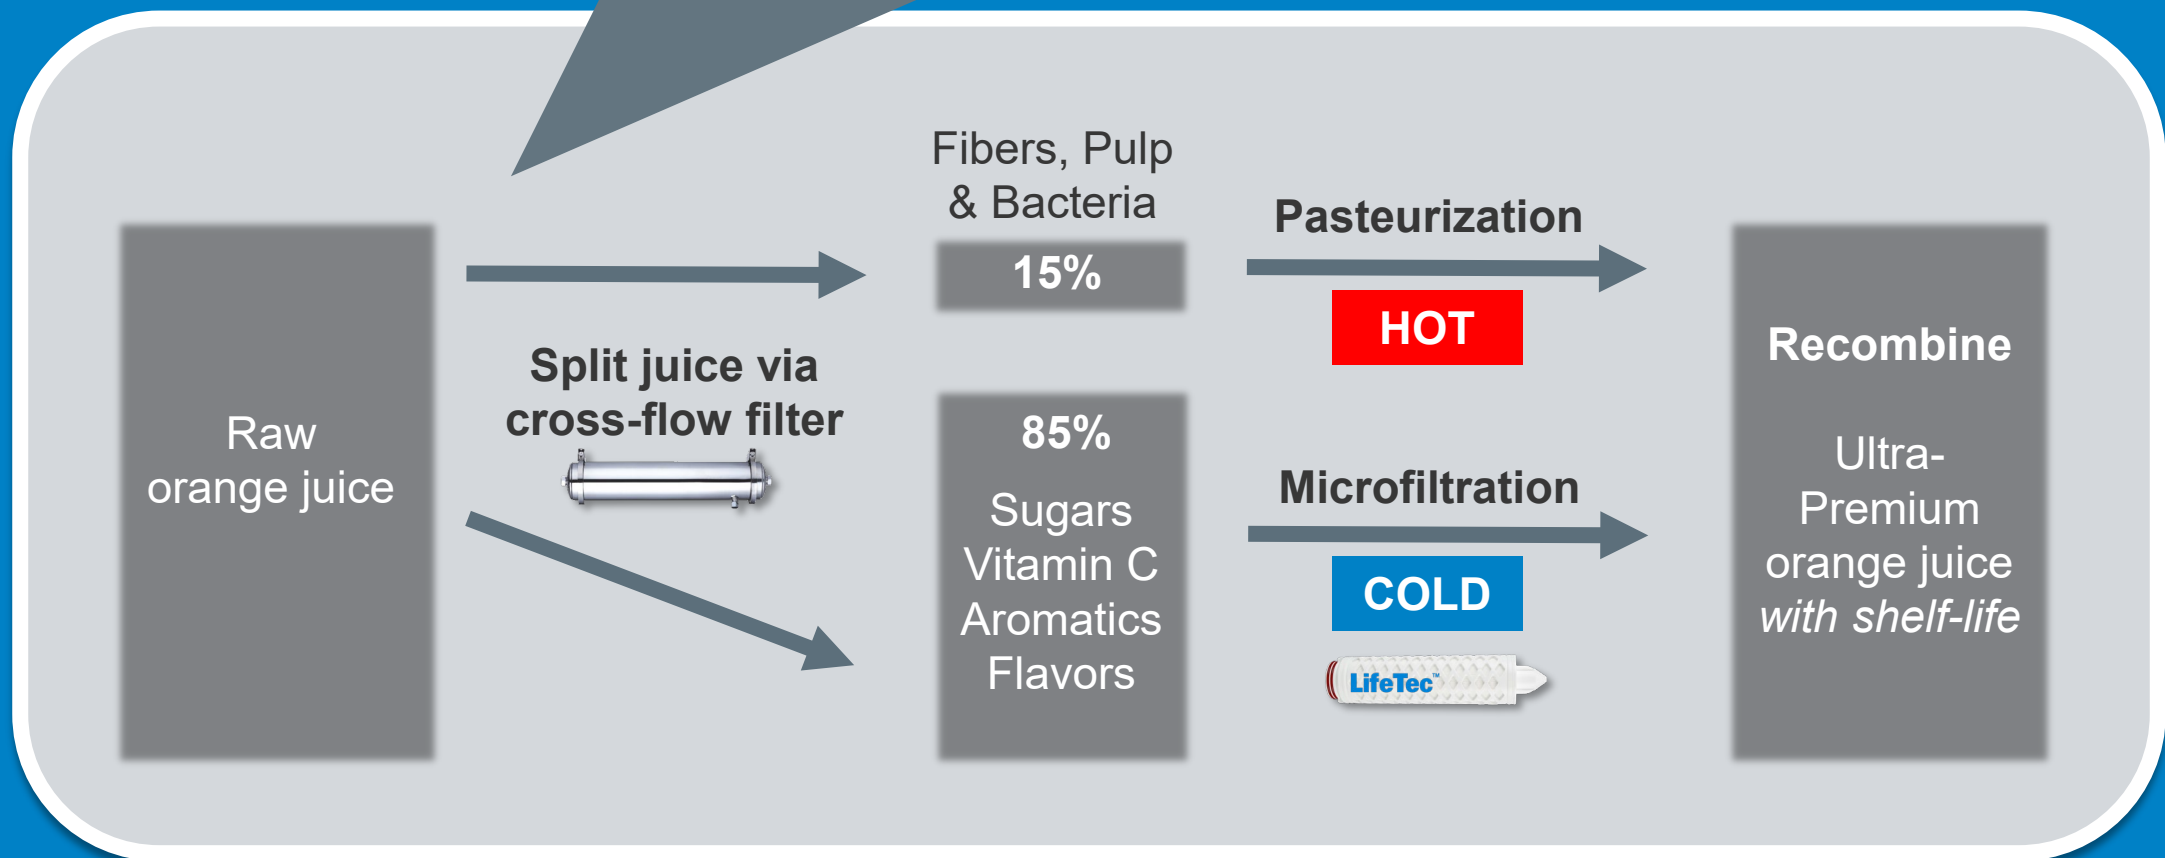 Fibers, Pulp
& Bacteria
15%
Pasteurization
HOT
Split juice via
cross-flow filter
Raw
orange juice
85%
Sugars
Vitamin C
Aromatics
Flavors
Microfiltration
COLD
LifeTec™
Recombine
Ultra-
Premium
orange juice
with shelf-life